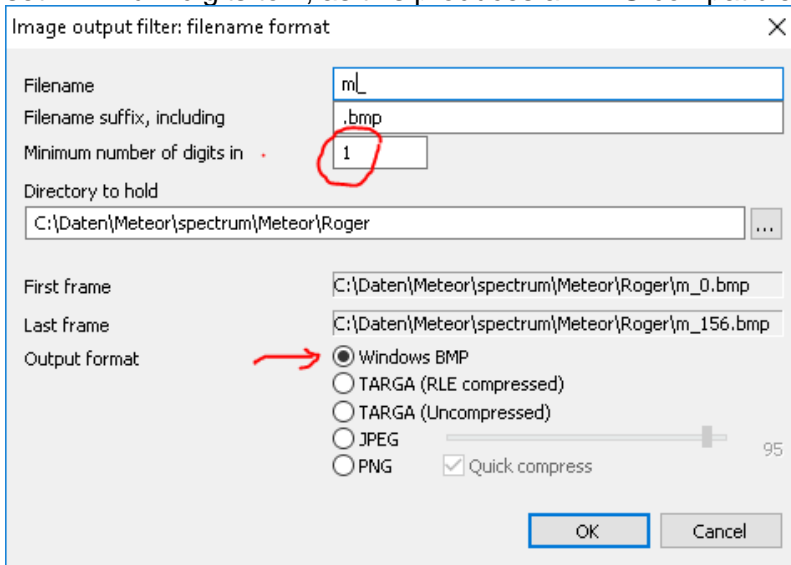 Image output filter: filename format
Filename m_
Filename suffix, including .bmp
Minimum number of digits in 1
Directory to hold
C:\Daten\Meteor\spectrum\Meteor\Roger ...
First frame C:\Daten\Meteor\spectrum\Meteor\Roger\m_0.bmp
Last frame C:\Daten\Meteor\spectrum\Meteor\Roger\m_156.bmp
Output format Windows BMP
TARGA (RLE compressed)
TARGA (Uncompressed)
JPEG 95
PNG Quick compress
OK Cancel